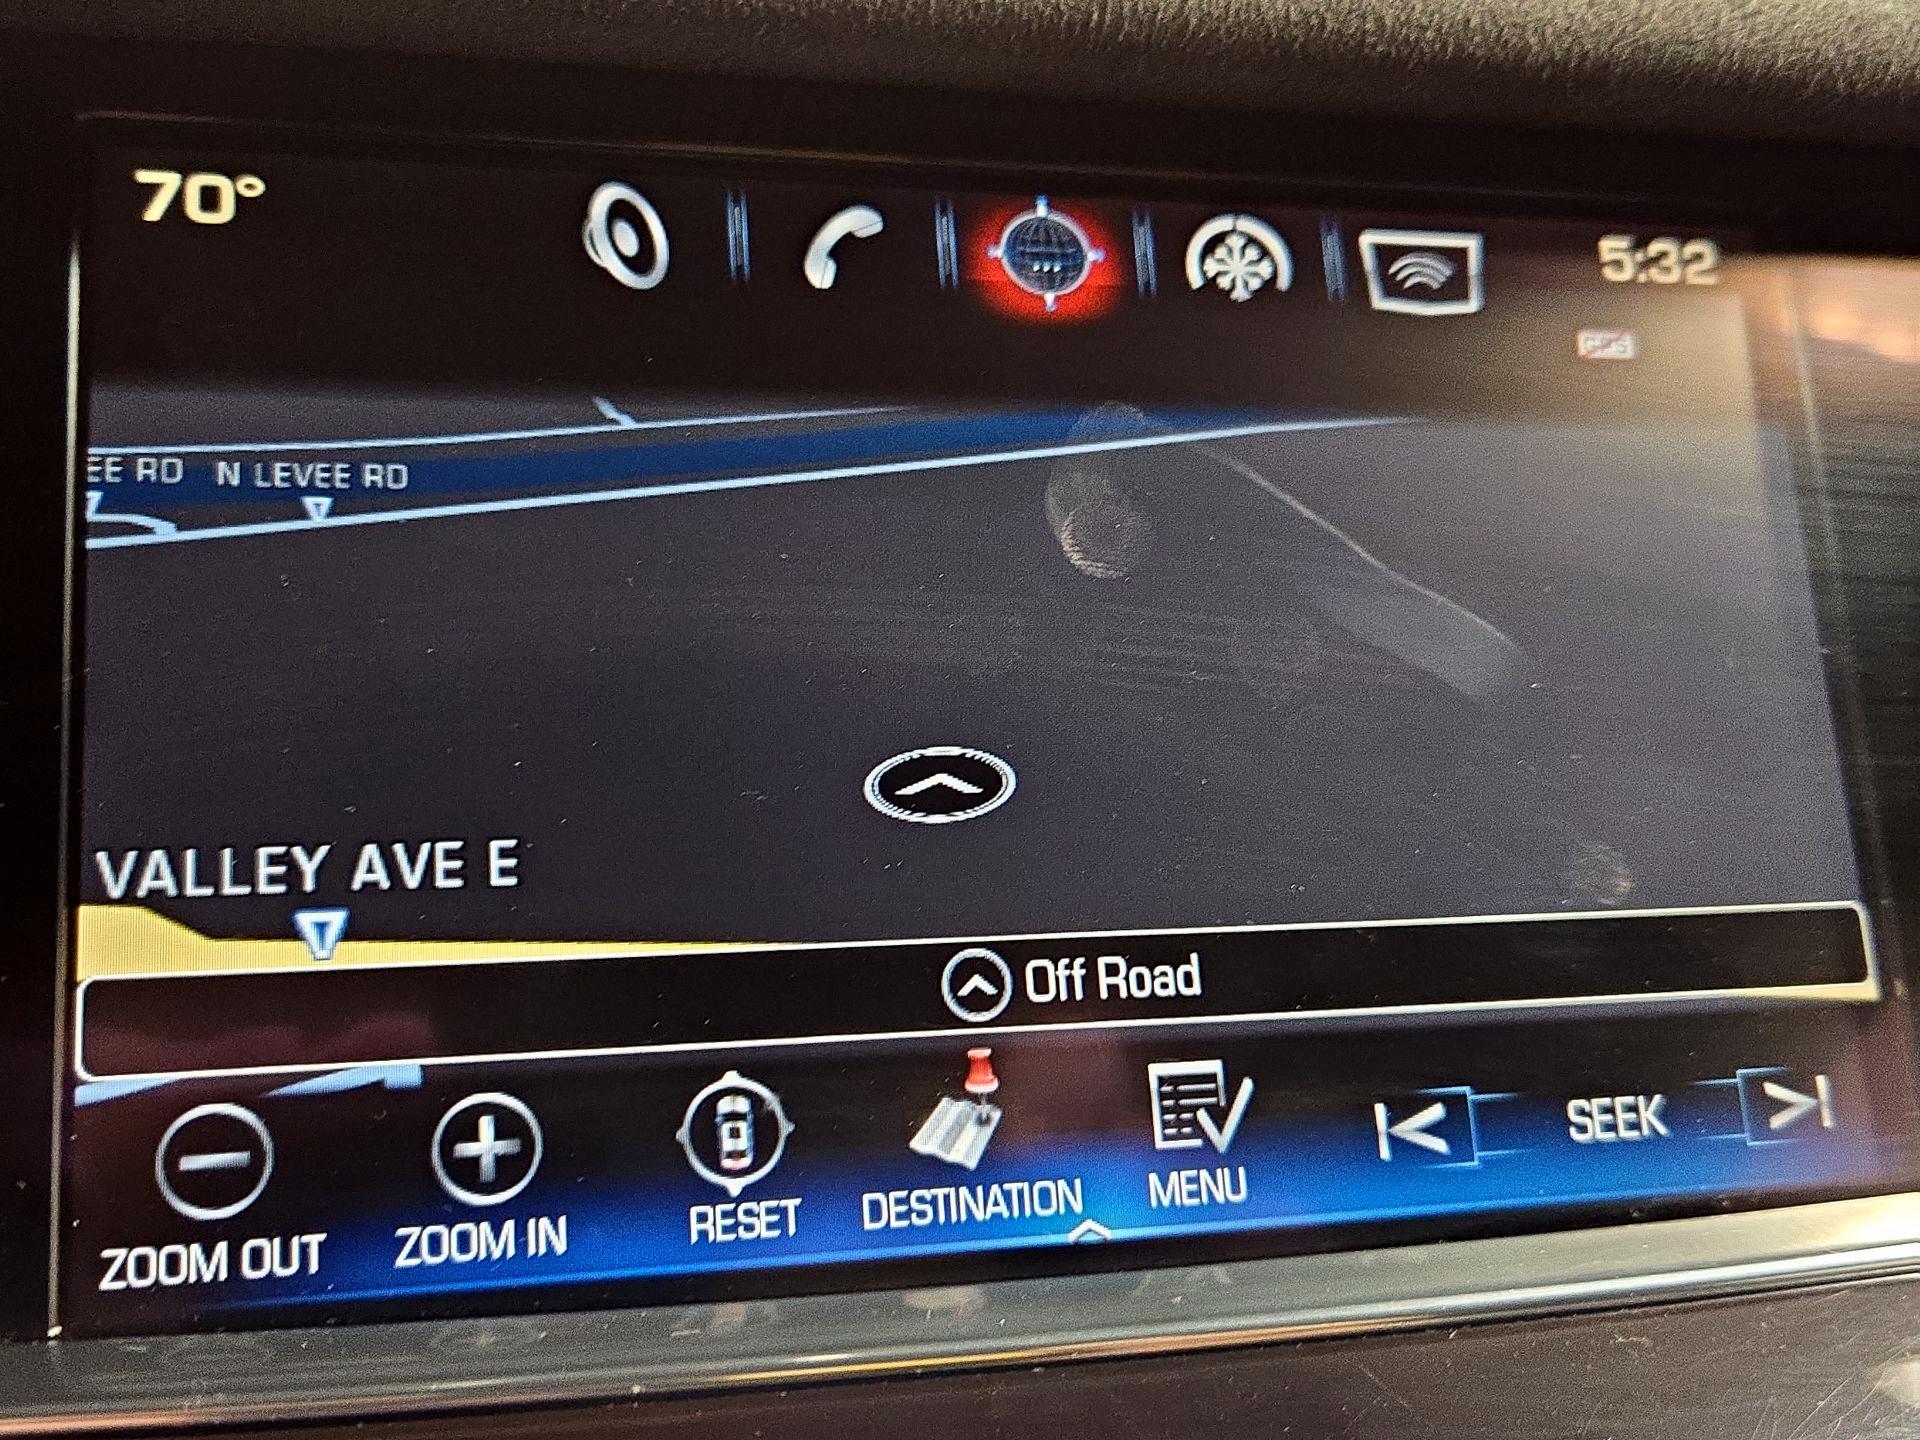 70°
5:32
GPS
EE RD N LEVEE RD
VALLEY AVE E
Off Road
ZOOM OUT
ZOOM IN
RESET
DESTINATION
MENU
SEEK